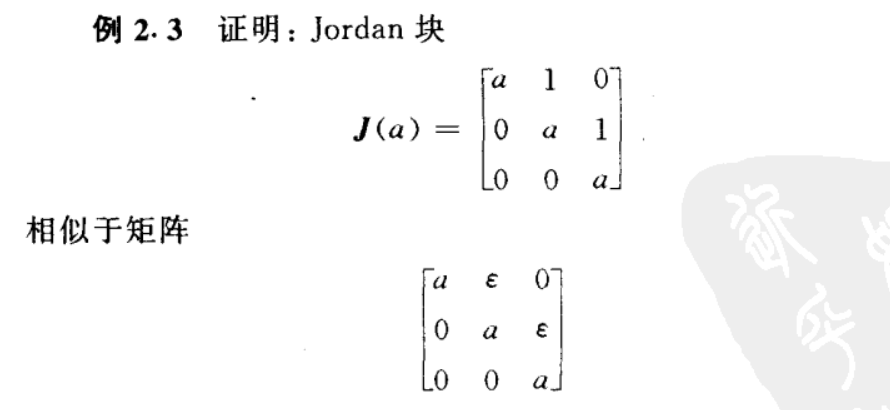 例 2.3 证明：Jordan 块
J(a) = [a 1 0
0 a 1
0 0 a]
相似于矩阵
[a ε 0
0 a ε
0 0 a]